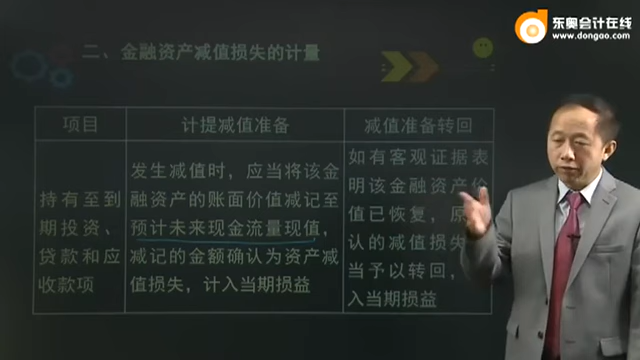 东奥会计在线
www.dongao.com
二、金融资产减值损失的计量
项目
计提减值准备
减值准备转回
持有至到
期投资、
贷款和应
收款项
发生减值时，应当将该金
融资产的账面价值减记至
预计未来现金流量现值，
减记的金额确认为资产减
值损失，计入当期损益
如有客观证据表
明该金融资产价
值已恢复，原
认的减值损失
当予以转回，
入当期损益